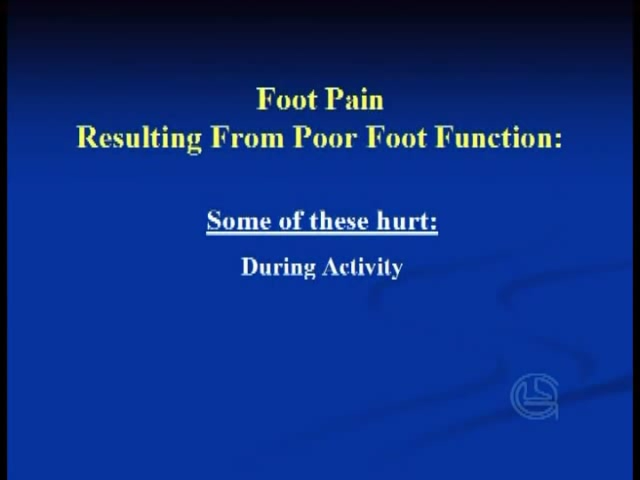 Foot Pain
Resulting From Poor Foot Function:
Some of these hurt:
During Activity